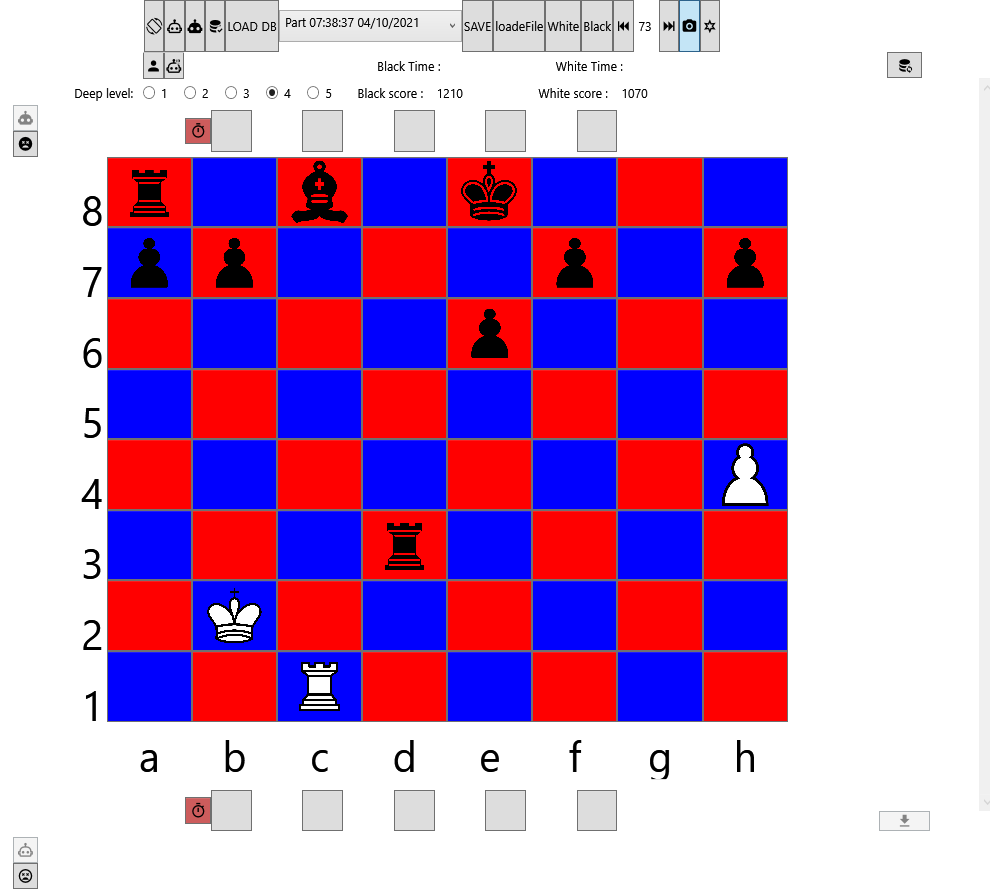 LOAD DB Part 07:38:37 04/10/2021 SAVE loadeFile White Black 73
Black Time : White Time :
Deep level: 1 2 3 4 5 Black score : 1210 White score : 1070
8
7
6
5
4
3
2
1
a b c d e f g h